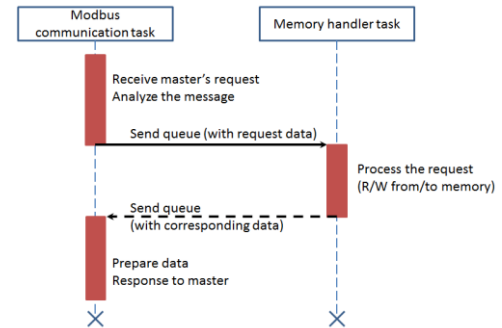 Modbus
communication task
Memory handler task
Receive master's request
Analyze the message
Send queue (with request data)
Process the request
(R/W from/to memory)
Send queue
(with corresponding data)
Prepare data
Response to master